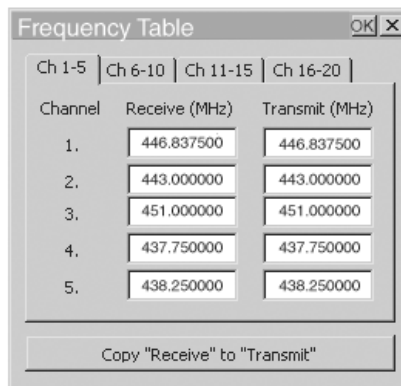 Frequency Table OK ×
Ch 1-5 Ch 6-10 Ch 11-15 Ch 16-20
Channel Receive (MHz) Transmit (MHz)
1. 446.837500 446.837500
2. 443.000000 443.000000
3. 451.000000 451.000000
4. 437.750000 437.750000
5. 438.250000 438.250000
Copy "Receive" to "Transmit"